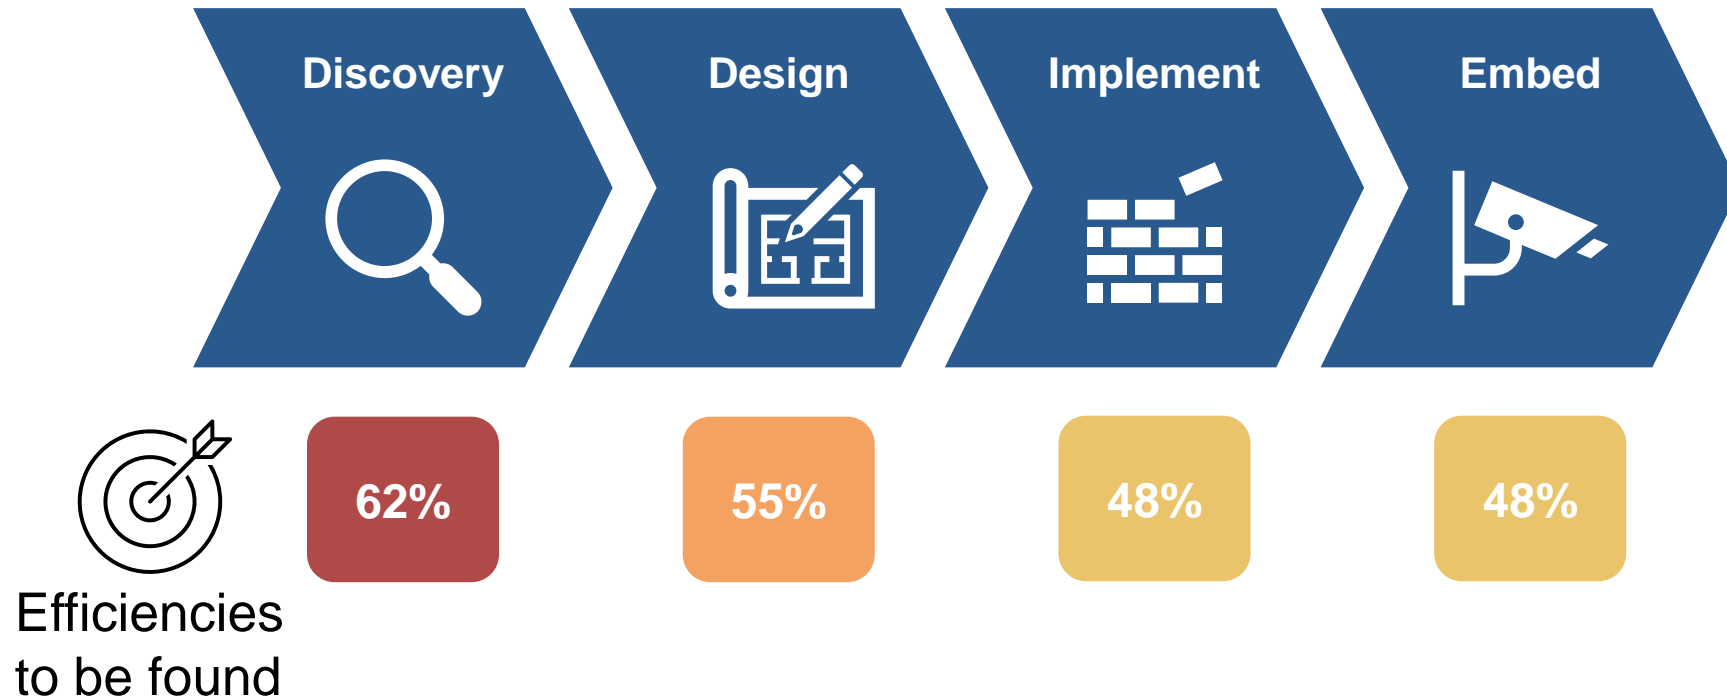 Discovery
Design
Implement
Embed
62%
55%
48%
48%
Efficiencies
to be found